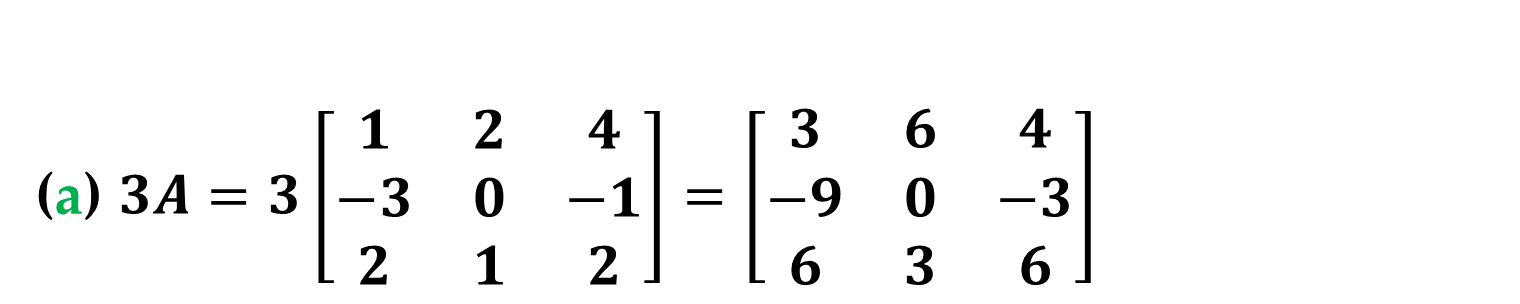 (a) 3A = 3 [1 2 4
−3 0 −1
2 1 2] = [3 6 4
−9 0 −3
6 3 6]